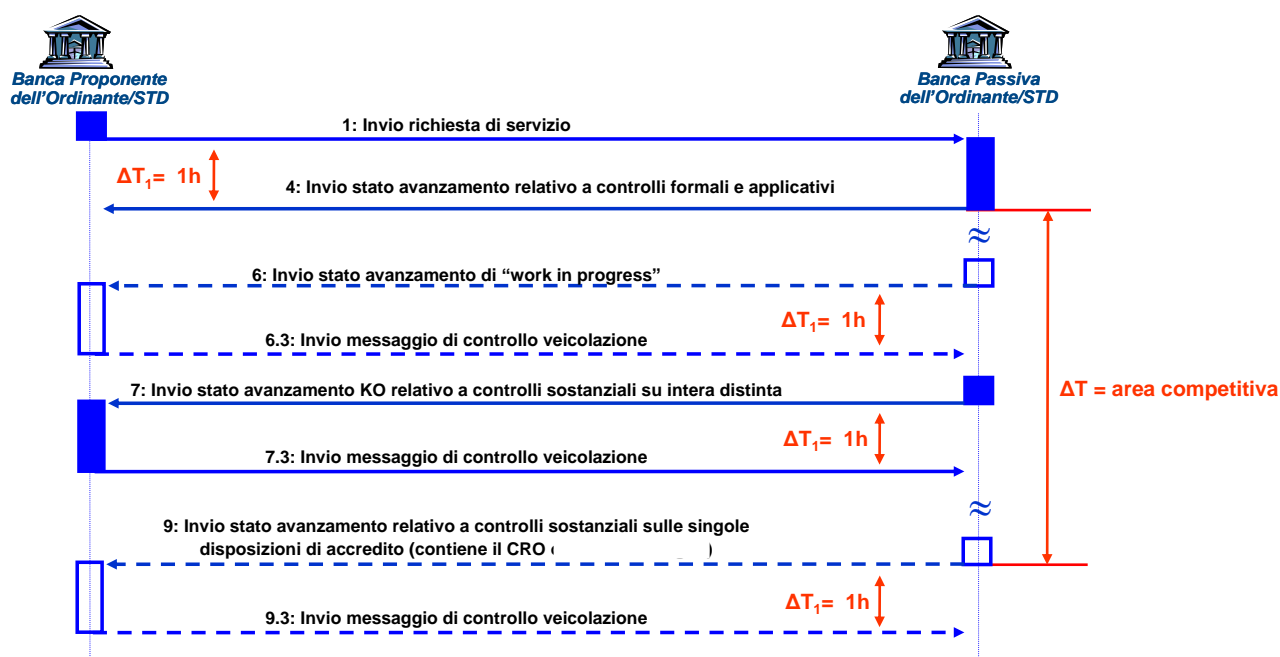 Banca Proponente
dell'Ordinante/STD
Banca Passiva
dell'Ordinante/STD
1: Invio richiesta di servizio
ΔT1= 1h
4: Invio stato avanzamento relativo a controlli formali e applicativi
≈
6: Invio stato avanzamento di “work in progress”
ΔT1= 1h
6.3: Invio messaggio di controllo veicolazione
7: Invio stato avanzamento KO relativo a controlli sostanziali su intera distinta
ΔT = area competitiva
ΔT1= 1h
7.3: Invio messaggio di controllo veicolazione
≈
9: Invio stato avanzamento relativo a controlli sostanziali sulle singole
disposizioni di accredito (contiene il CRO )
ΔT1= 1h
9.3: Invio messaggio di controllo veicolazione